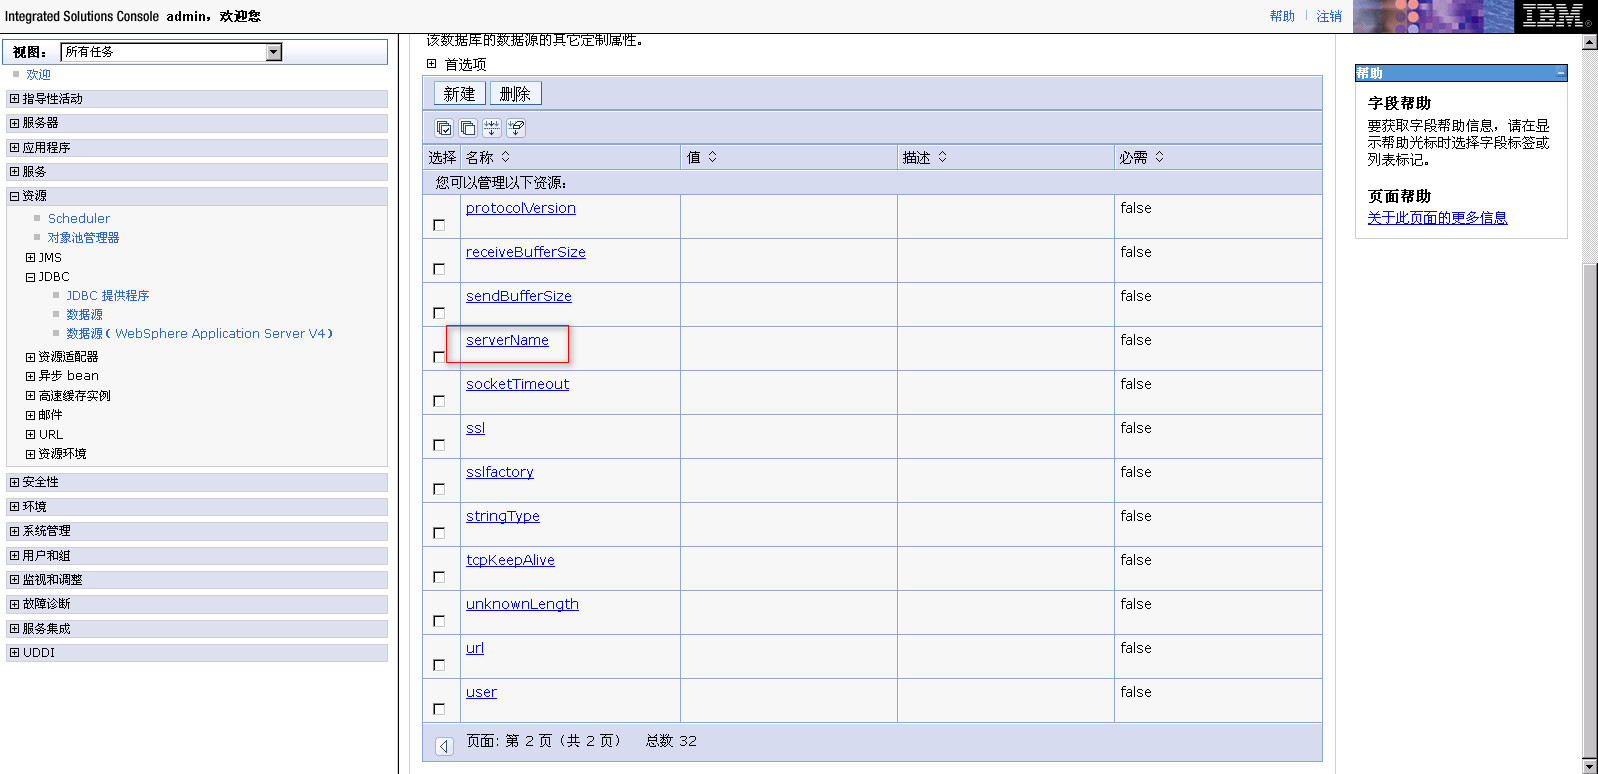 Integrated Solutions Console admin，欢迎您
帮助 注销
IBM
视图： 所有任务
欢迎
指导性活动
服务器
应用程序
服务
资源
Scheduler
对象池管理器
JMS
JDBC
JDBC 提供程序
数据源
数据源（WebSphere Application Server V4）
资源适配器
异步 bean
高速缓存实例
邮件
URL
资源环境
安全性
环境
系统管理
用户和组
监视和调整
故障诊断
服务集成
UDDI
该数据库的数据源的其它定制属性。
首选项
新建 删除
选择 名称 值 描述 必需
您可以管理以下资源：
protocolVersion false
receiveBufferSize false
sendBufferSize false
serverName false
socketTimeout false
ssl false
sslfactory false
stringType false
tcpKeepAlive false
unknownLength false
url false
user false
页面：第 2 页（共 2 页） 总数 32
帮助
字段帮助
要获取字段帮助信息，请在显
示帮助光标时选择字段标签或
列表标记。
页面帮助
关于此页面的更多信息